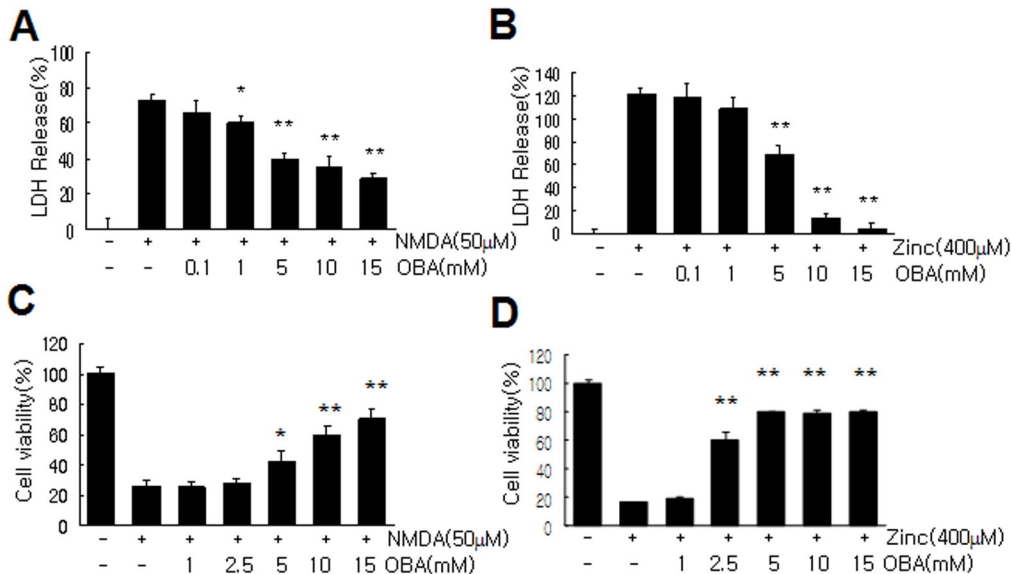 A
LDH Release(%)
100
80
60
40
20
0
* ** ** **
- + + + + + + NMDA(50μM)
- - 0.1 1 5 10 15 OBA(mM)
B
LDH Release(%)
140
120
100
80
60
40
20
0
** ** **
- + + + + + + Zinc(400μM)
- - 0.1 1 5 10 15 OBA(mM)
C
Cell viability(%)
120
100
80
60
40
20
0
* ** **
- + + + + + + NMDA(50μM)
- - 1 2.5 5 10 15 OBA(mM)
D
Cell viability(%)
120
100
80
60
40
20
0
** ** ** **
- + + + + + + Zinc(400μM)
- - 1 2.5 5 10 15 OBA(mM)